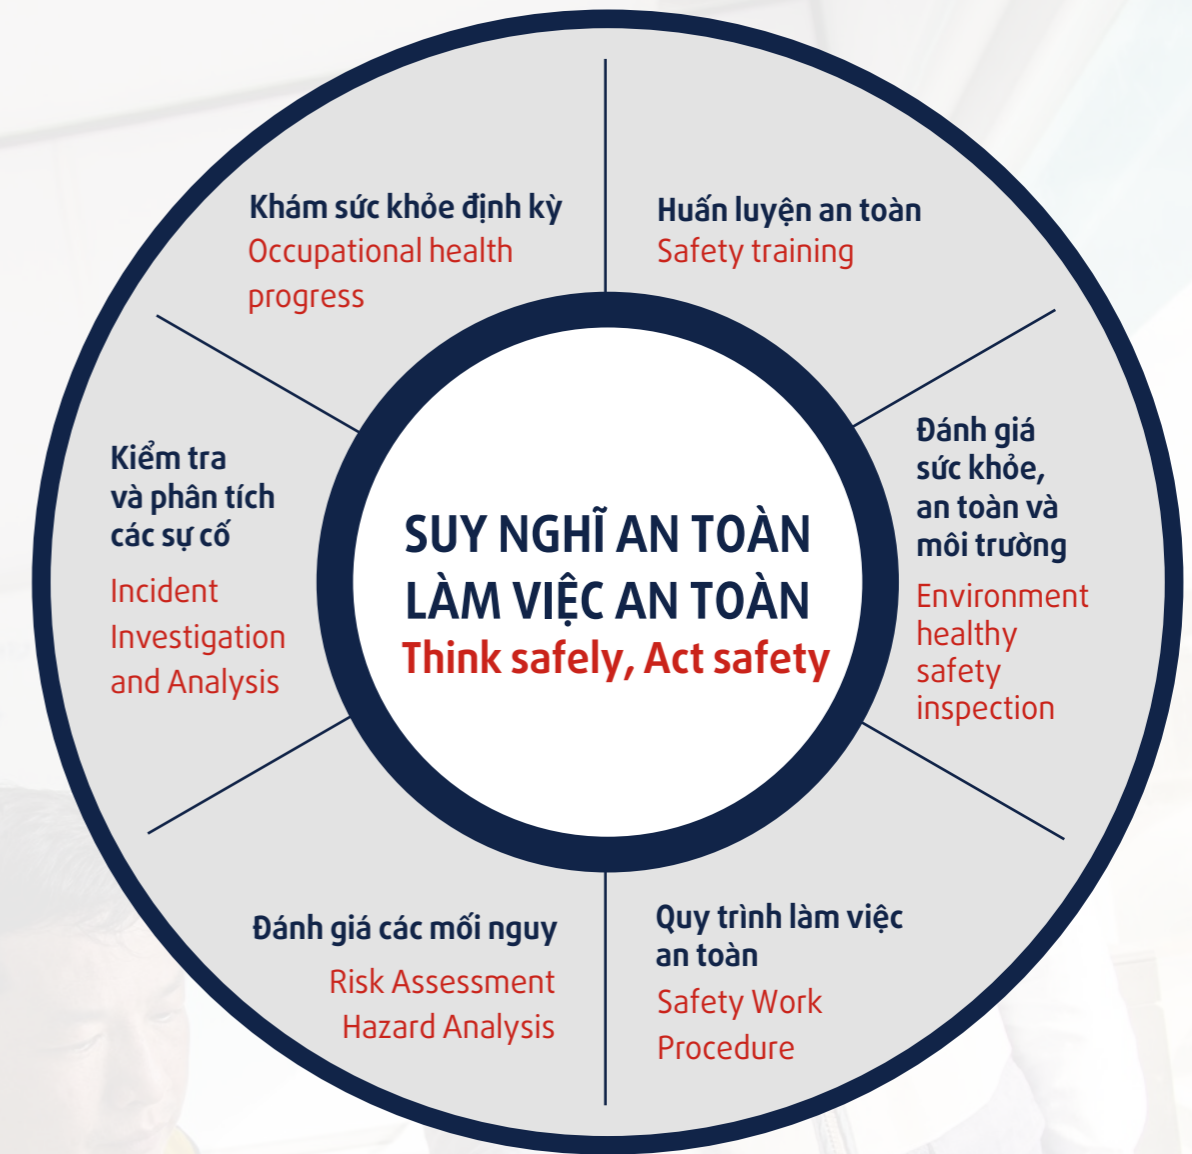 Khám sức khỏe định kỳ
Occupational health
progress
Huấn luyện an toàn
Safety training
Kiểm tra
và phân tích
các sự cố
Incident
Investigation
and Analysis
SUY NGHĨ AN TOÀN
LÀM VIỆC AN TOÀN
Think safely, Act safety
Đánh giá
sức khỏe,
an toàn và
môi trường
Environment
healthy
safety
inspection
Đánh giá các mối nguy
Risk Assessment
Hazard Analysis
Quy trình làm việc
an toàn
Safety Work
Procedure